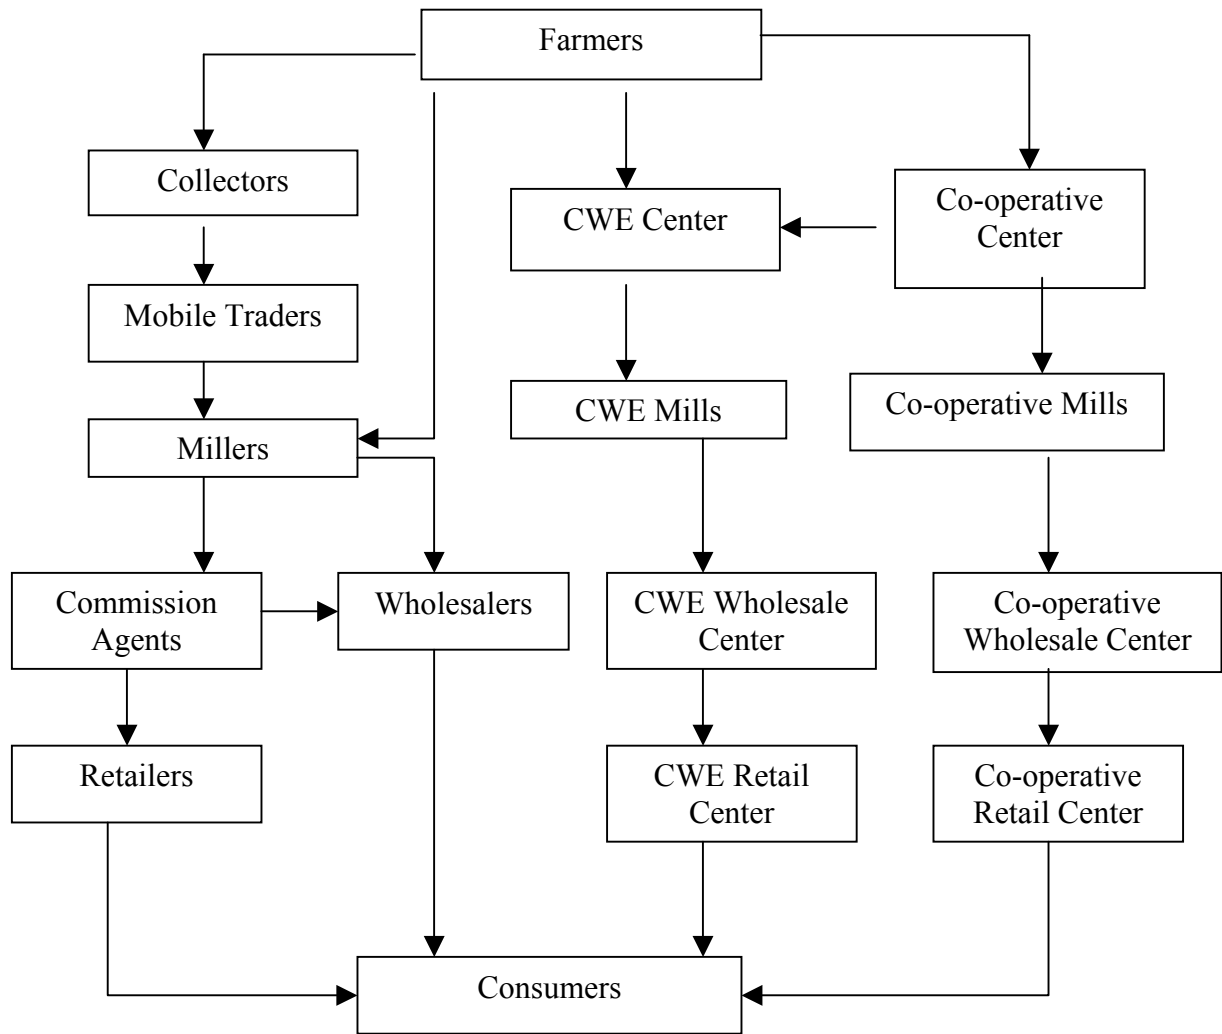 Farmers
Collectors
CWE Center
Co-operative
Center
Mobile Traders
CWE Mills
Co-operative Mills
Millers
Commission
Agents
Wholesalers
CWE Wholesale
Center
Co-operative
Wholesale Center
Retailers
CWE Retail
Center
Co-operative
Retail Center
Consumers